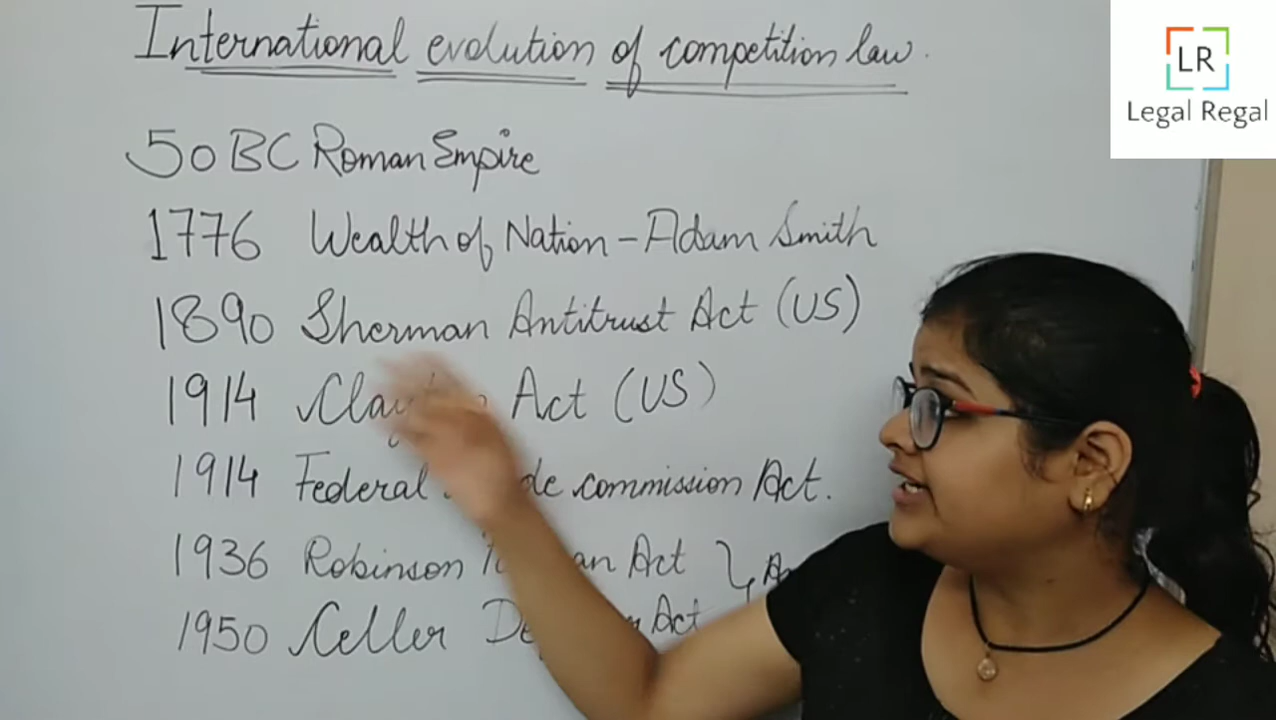 International evolution of competition law.
LR
Legal Regal
50 BC Roman Empire
1776 Wealth of Nation - Adam Smith
1890 Sherman Antitrust Act (US)
1914 Act (US)
1914 Federal commission Act.
1936 Robinson Act
1950 Celler Act